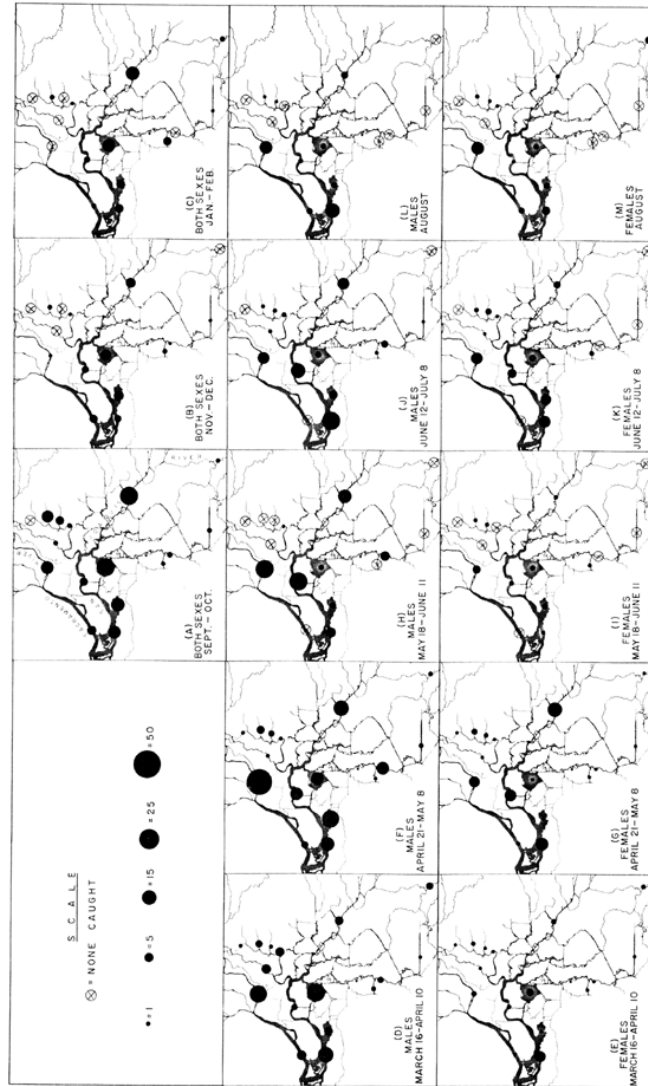 S C A L E
⊗ = NONE CAUGHT
= 1
= 5
= 15
= 25
= 50
RIVER
(A)
BOTH SEXES
SEPT. – OCT.
(B)
BOTH SEXES
NOV. – DEC.
(C)
BOTH SEXES
JAN. – FEB.
(D)
MALES
MARCH 16 – APRIL 10
(F)
MALES
APRIL 21 – MAY 8
(H)
MALES
MAY 18 – JUNE 11
(J)
MALES
JUNE 12 – JULY 8
(L)
MALES
AUGUST
(E)
FEMALES
MARCH 16 – APRIL 10
(G)
FEMALES
APRIL 21 – MAY 8
(I)
FEMALES
MAY 18 – JUNE 11
(K)
FEMALES
JUNE 12 – JULY 8
(M)
FEMALES
AUGUST